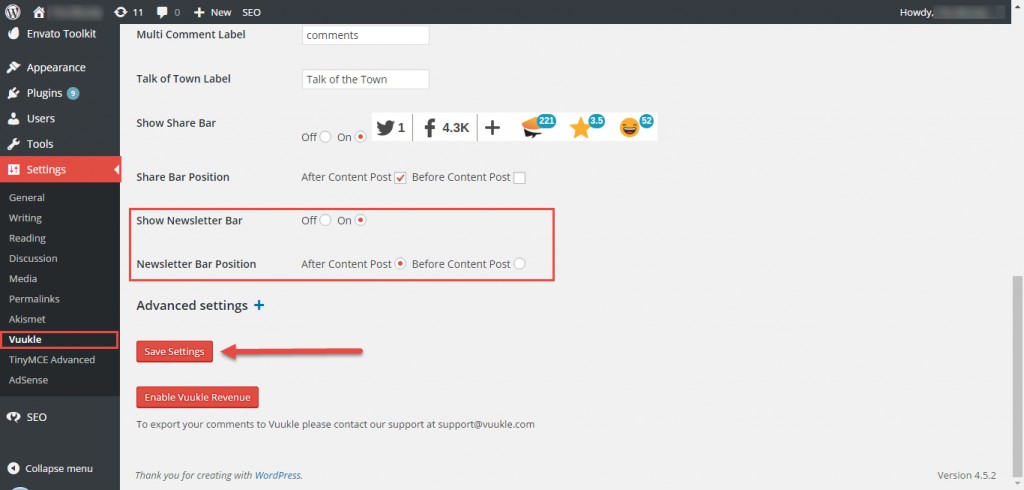 11
0
+ New
SEO
Howdy,
Envato Toolkit
Appearance
Plugins 9
Users
Tools
Settings
General
Writing
Reading
Discussion
Media
Permalinks
Akismet
Vuukle
TinyMCE Advanced
AdSense
SEO
Collapse menu
Multi Comment Label comments
Talk of Town Label Talk of the Town
Show Share Bar Off On 1 4.3K 221 3.5 52
Share Bar Position After Content Post Before Content Post
Show Newsletter Bar Off On
Newsletter Bar Position After Content Post Before Content Post
Advanced settings +
Save Settings
Enable Vuukle Revenue
To export your comments to Vuukle please contact our support at support@vuukle.com
Thank you for creating with WordPress.
Version 4.5.2